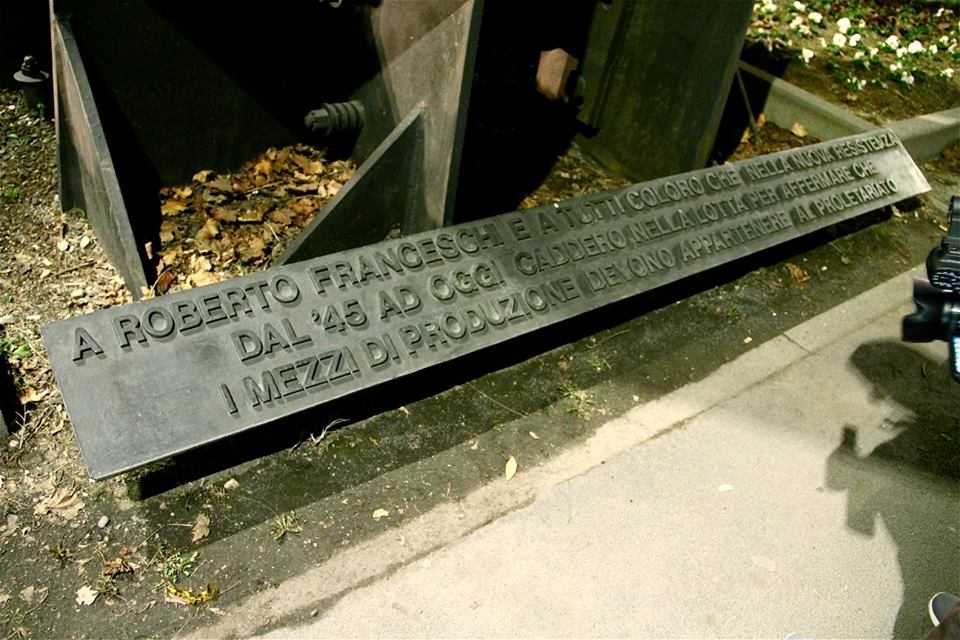 A ROBERTO FRANCESCHI E A TUTTI COLORO CHE NELLA NUOVA RESISTENZA
DAL '45 AD OGGI CADDERO NELLA LOTTA PER AFFERMARE CHE
I MEZZI DI PRODUZIONE DEVONO APPARTENERE AL PROLETARIATO